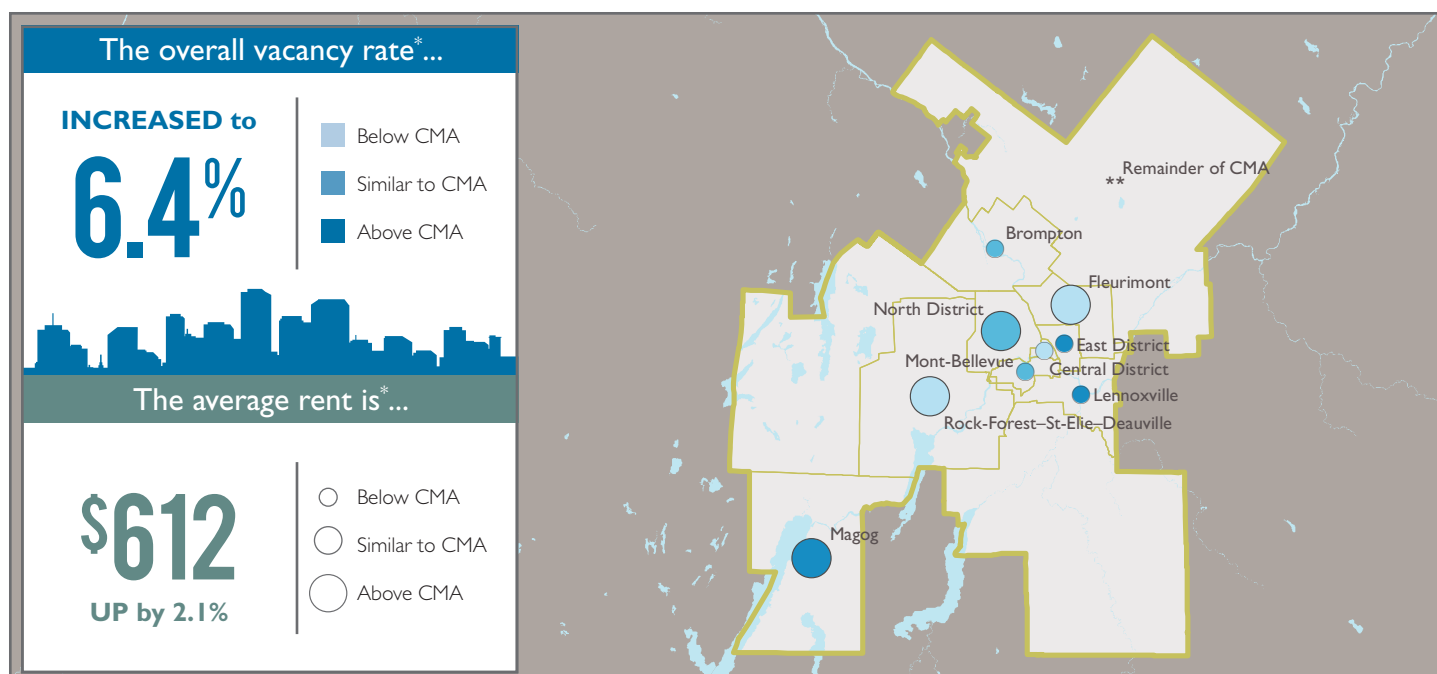 The overall vacancy rate*...
INCREASED to
6.4%
Below CMA
Similar to CMA
Above CMA
The average rent is*...
$612
UP by 2.1%
Below CMA
Similar to CMA
Above CMA
Remainder of CMA
**
Brompton
Fleurimont
North District
East District
Mont-Bellevue
Central District
Lennoxville
Rock-Forest–St-Elie–Deauville
Magog